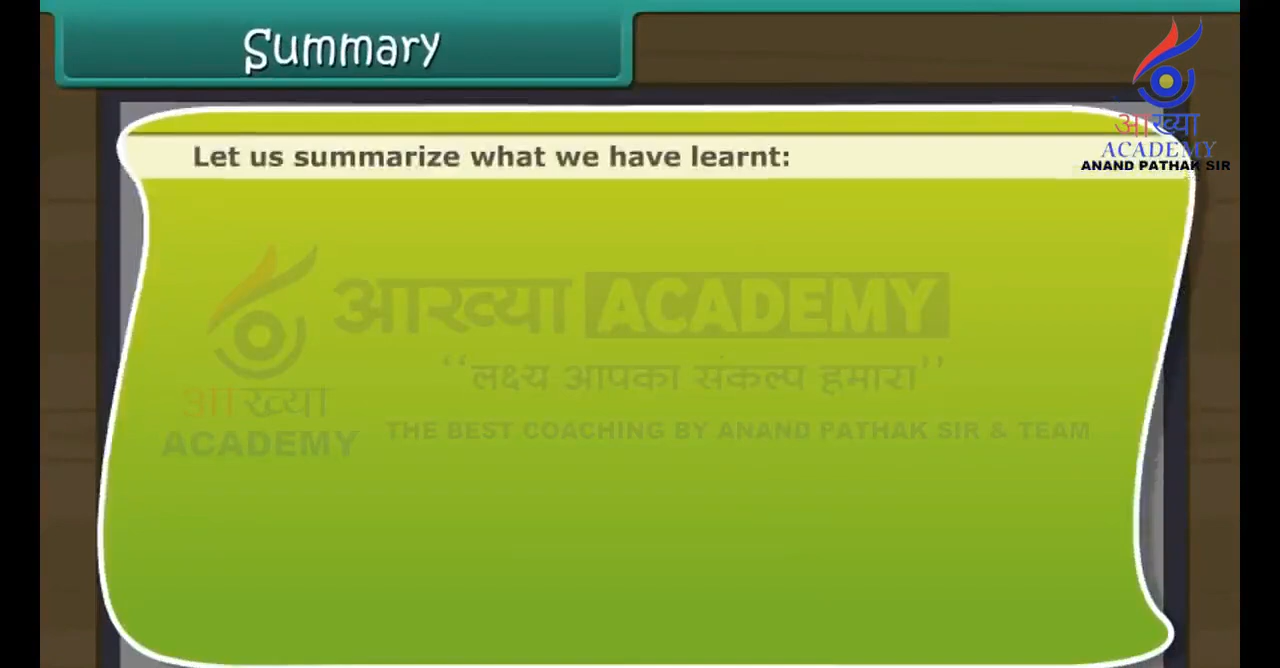 Summary
Let us summarize what we have learnt:
आख्या
ACADEMY
ANAND PATHAK SIR
आख्या ACADEMY
‘‘लक्ष्य आपका संकल्प हमारा’’
THE BEST COACHING BY ANAND PATHAK SIR & TEAM
आख्या
ACADEMY